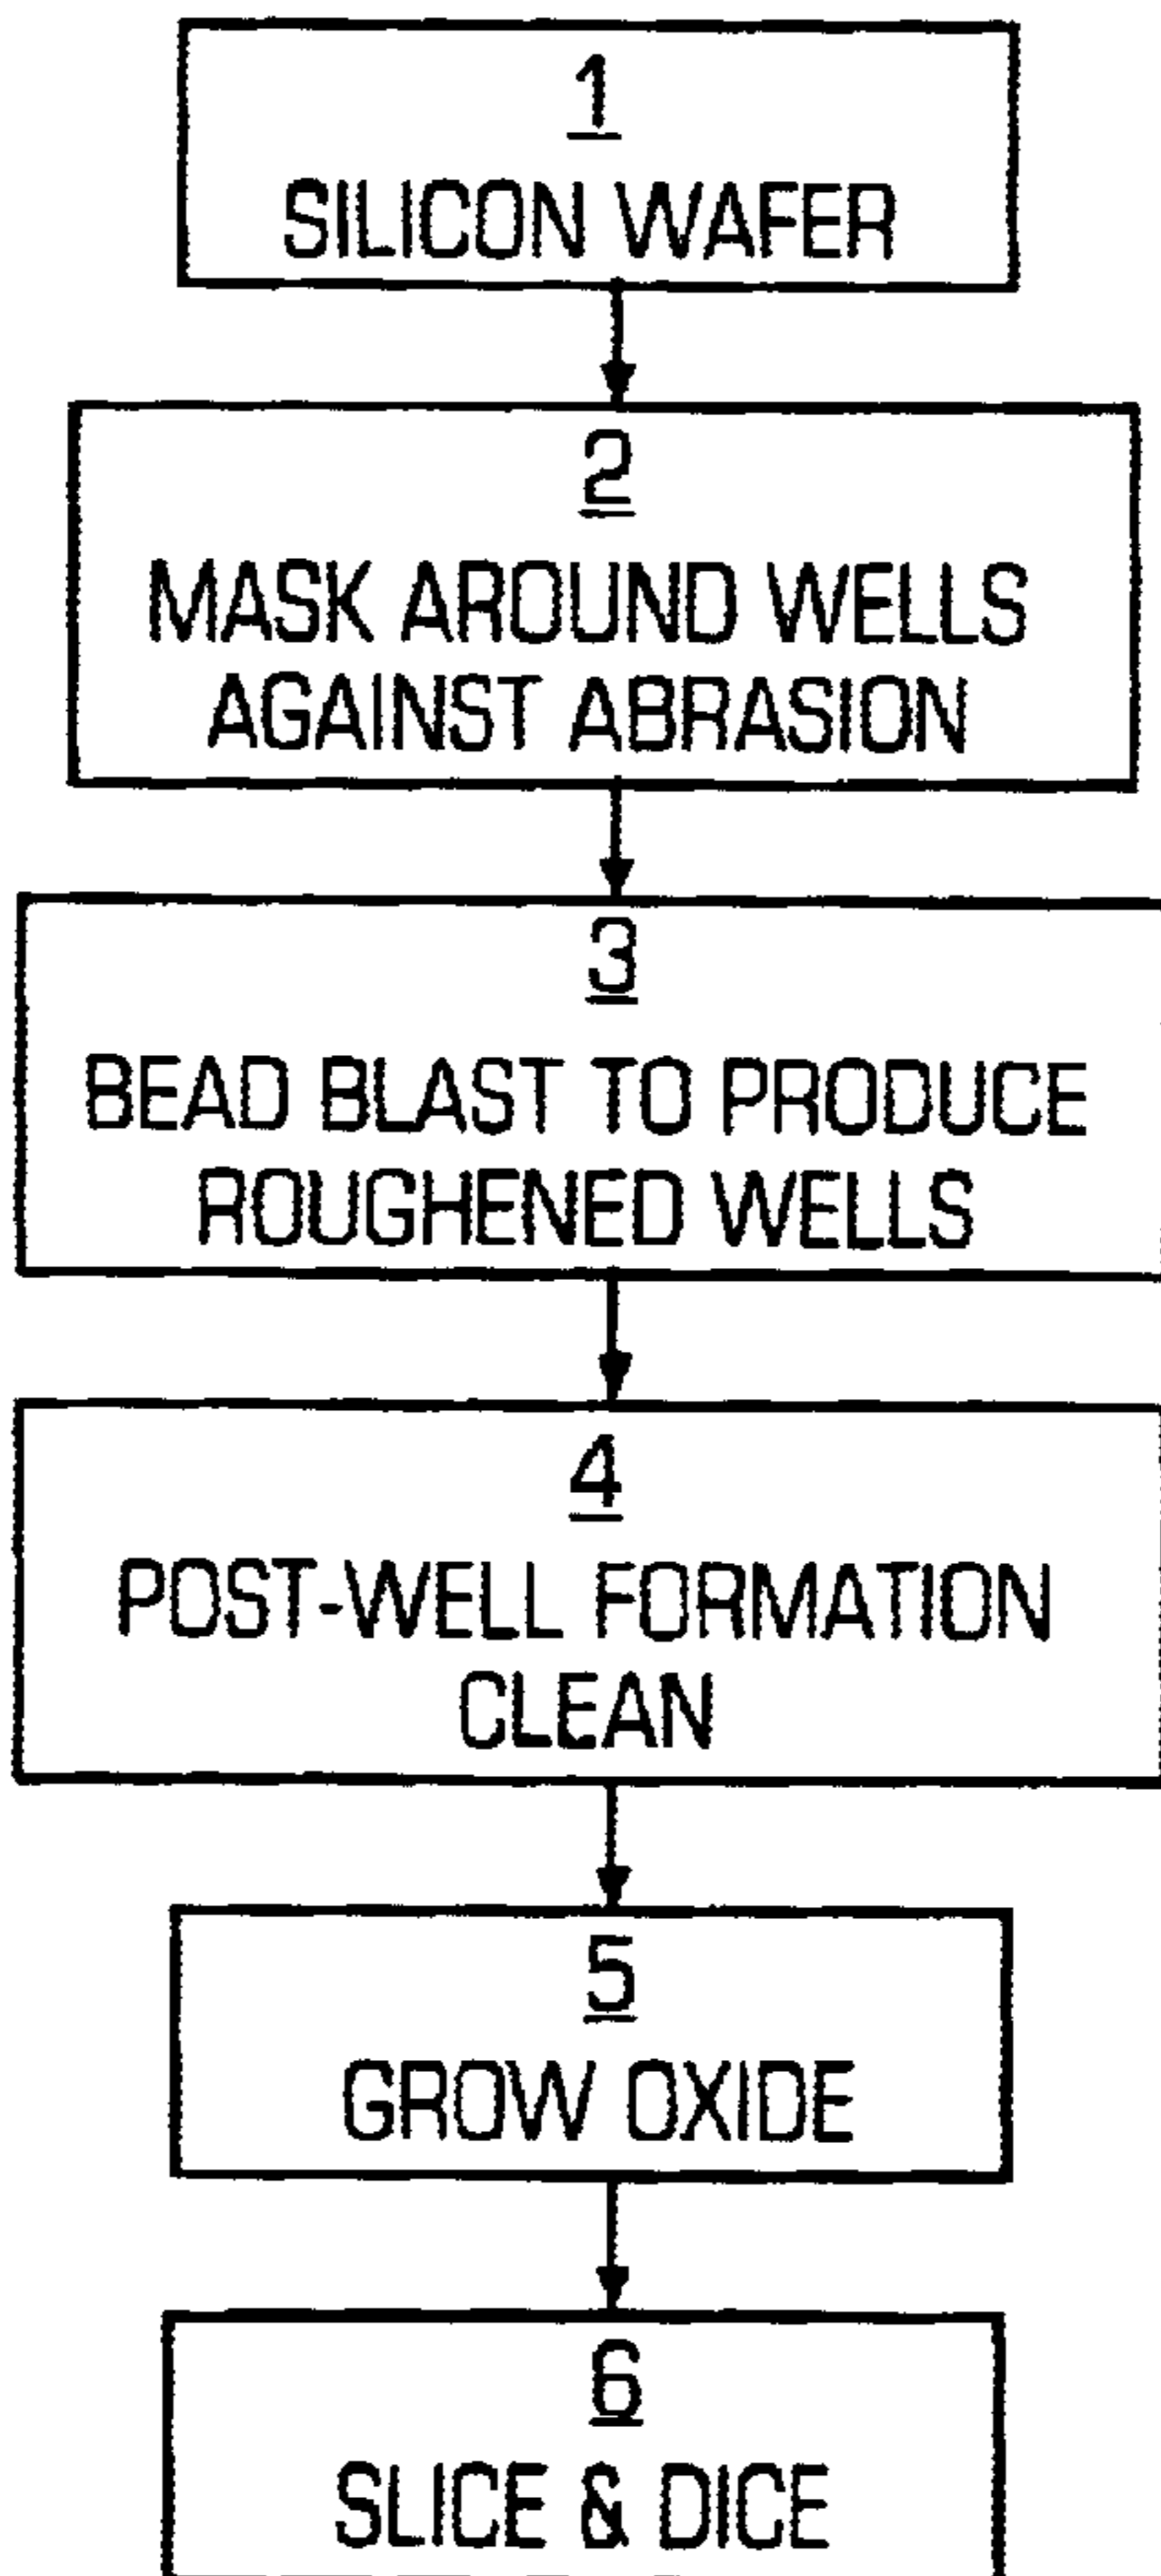 1
SILICON WAFER
2
MASK AROUND WELLS
AGAINST ABRASION
3
BEAD BLAST TO PRODUCE
ROUGHENED WELLS
4
POST-WELL FORMATION
CLEAN
5
GROW OXIDE
6
SLICE & DICE